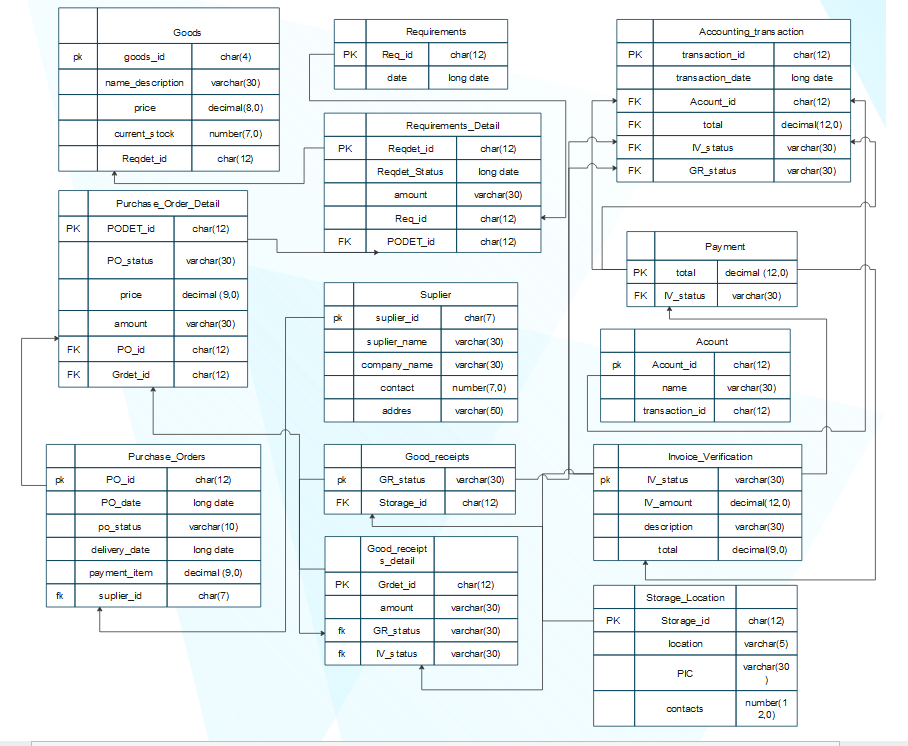 Goods
pk goods_id char(4)
name_description varchar(30)
price decimal(8,0)
current_stock number(7,0)
Reqdet_id char(12)
Requirements
PK Req_id char(12)
date long date
Accounting_transaction
PK transaction_id char(12)
transaction_date long date
FK Acount_id char(12)
FK total decimal(12,0)
FK IV_status varchar(30)
FK GR_status varchar(30)
Requirements_Detail
PK Reqdet_id char(12)
Reqdet_Status long date
amount varchar(30)
Req_id char(12)
FK PODET_id char(12)
Purchase_Order_Detail
PK PODET_id char(12)
PO_status varchar(30)
price decimal (9,0)
amount varchar(30)
FK PO_id char(12)
FK Grdet_id char(12)
Payment
PK total decimal (12,0)
FK IV_status varchar(30)
Suplier
pk suplier_id char(7)
suplier_name varchar(30)
company_name varchar(30)
contact number(7,0)
addres varchar(50)
Acount
pk Acount_id char(12)
name varchar(30)
transaction_id char(12)
Purchase_Orders
pk PO_id char(12)
PO_date long date
po_status varchar(10)
delivery_date long date
payment_item decimal (9,0)
fk suplier_id char(7)
Good_receipts
pk GR_status varchar(30)
FK Storage_id char(12)
Invoice_Verification
pk IV_status varchar(30)
IV_amount decimal(12,0)
description varchar(30)
total decimal(9,0)
Good_receipt
s_detail
PK Grdet_id char(12)
amount varchar(30)
fk GR_status varchar(30)
fk IV_status varchar(30)
Storage_Location
PK Storage_id char(12)
location varchar(5)
PIC varchar(30
)
contacts number(1
2,0)